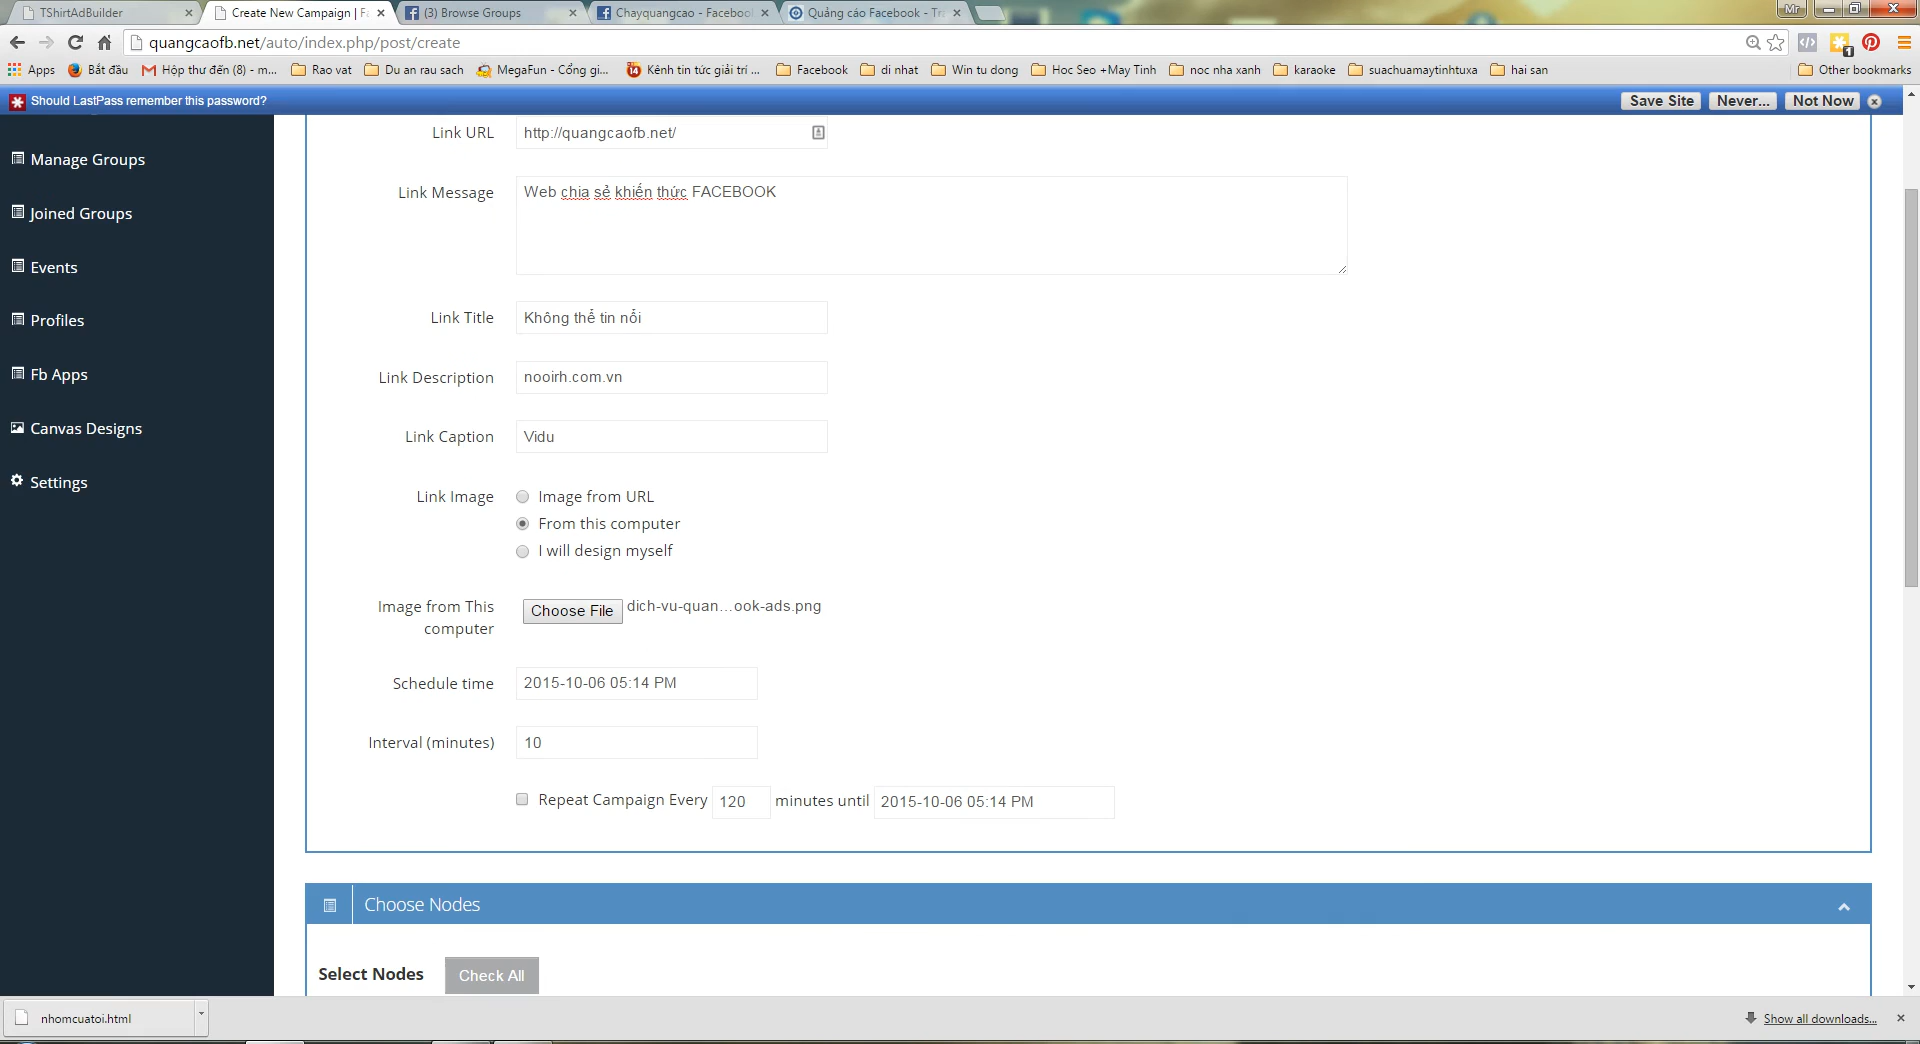 TShirtAdBuilder
Create New Campaign | Fa
(3) Browse Groups
Chayquangcao - Facebook
Quảng cáo Facebook - Tra
Mr
quangcaofb.net/auto/index.php/post/create
1
Apps
Bắt đầu
Hộp thư đến (8) - m...
Rao vat
Du an rau sach
MegaFun - Cổng gi...
Kênh tin tức giải trí ...
Facebook
di nhat
Win tu dong
Hoc Seo +May Tinh
noc nha xanh
karaoke
suachuamaytinhtuxa
hai san
Other bookmarks
Should LastPass remember this password?
Save Site
Never...
Not Now
Manage Groups
Joined Groups
Events
Profiles
Fb Apps
Canvas Designs
Settings
Link URL
http://quangcaofb.net/
Link Message
Web chia sẻ khiến thức FACEBOOK
Link Title
Không thể tin nổi
Link Description
nooirh.com.vn
Link Caption
Vidu
Link Image
Image from URL
From this computer
I will design myself
Image from This
computer
Choose File
dich-vu-quan...ook-ads.png
Schedule time
2015-10-06 05:14 PM
Interval (minutes)
10
Repeat Campaign Every
120
minutes until
2015-10-06 05:14 PM
Choose Nodes
Select Nodes
Check All
nhomcuatoi.html
Show all downloads...